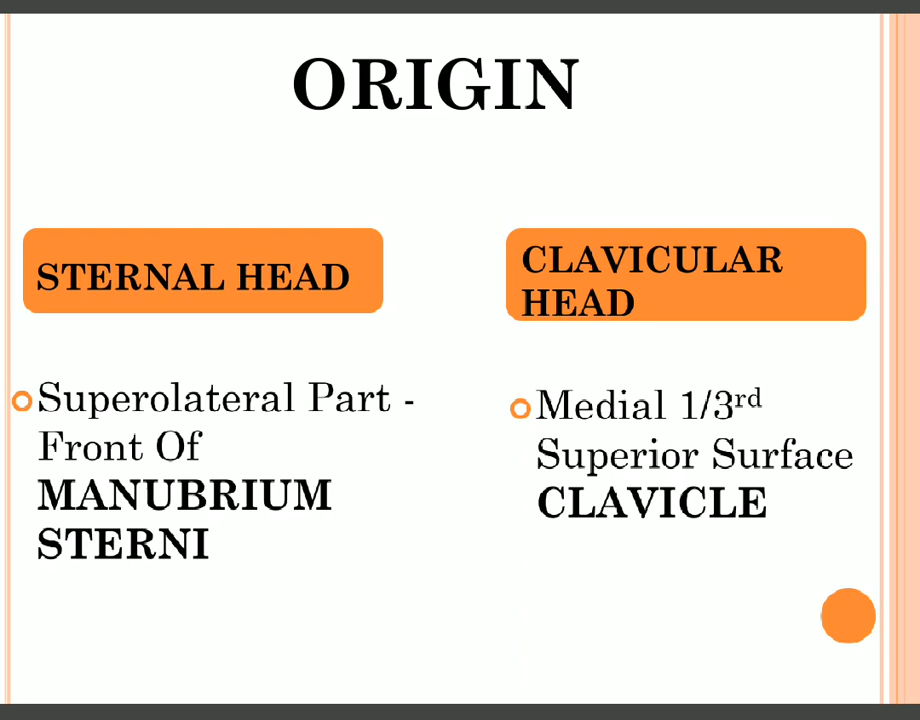 ORIGIN
STERNAL HEAD
Superolateral Part -
Front Of
MANUBRIUM
STERNI
CLAVICULAR
HEAD
Medial 1/3rd
Superior Surface
CLAVICLE